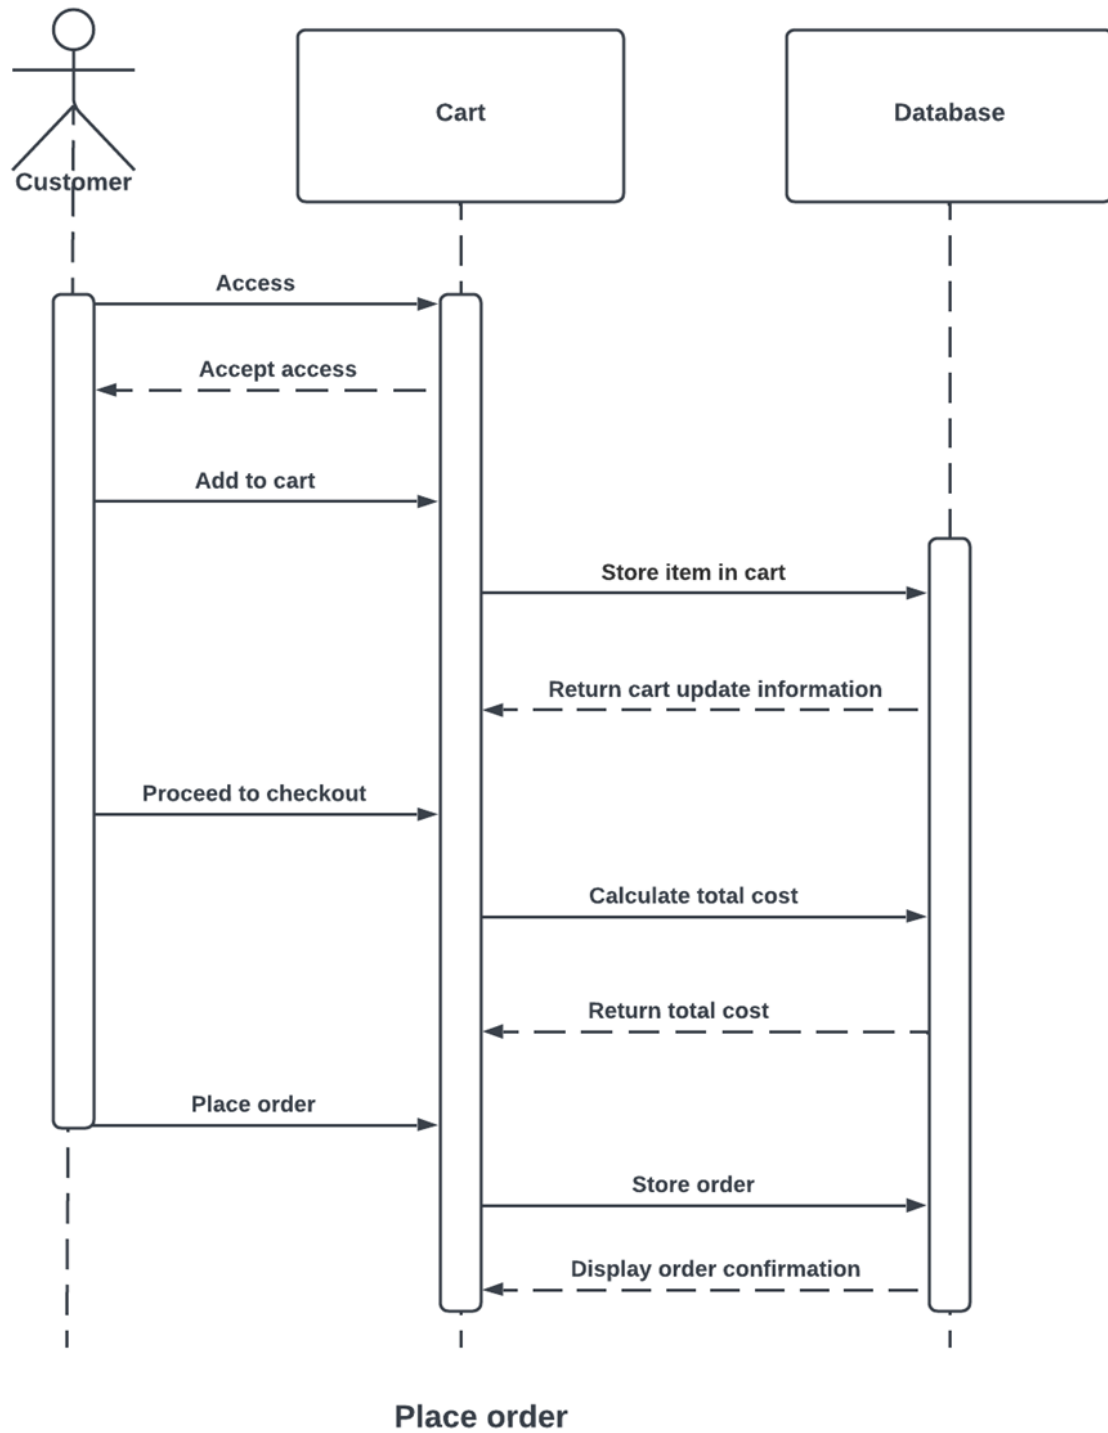 Customer
Cart
Database
Access
Accept access
Add to cart
Store item in cart
Return cart update information
Proceed to checkout
Calculate total cost
Return total cost
Place order
Store order
Display order confirmation
Place order